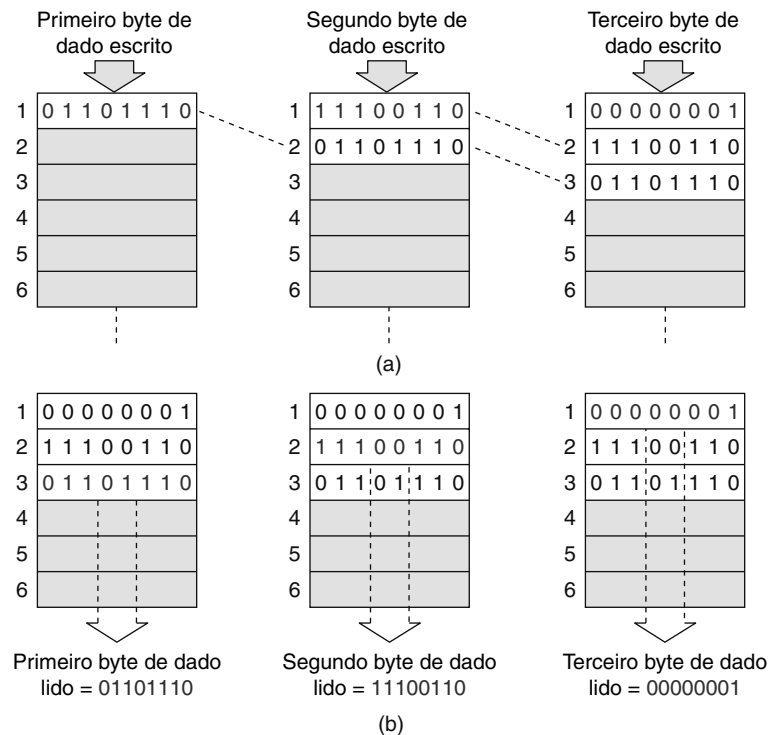 Primeiro byte de
dado escrito
Segundo byte de
dado escrito
Terceiro byte de
dado escrito
1 0 1 1 0 1 1 1 0
2
3
4
5
6
1 1 1 1 0 0 1 1 0
2 0 1 1 0 1 1 1 0
3
4
5
6
1 0 0 0 0 0 0 0 1
2 1 1 1 0 0 1 1 0
3 0 1 1 0 1 1 1 0
4
5
6
(a)
1 0 0 0 0 0 0 0 1
2 1 1 1 0 0 1 1 0
3 0 1 1 0 1 1 1 0
4
5
6
Primeiro byte de dado
lido = 01101110
1 0 0 0 0 0 0 0 1
2 1 1 1 0 0 1 1 0
3 0 1 1 0 1 1 1 0
4
5
6
Segundo byte de dado
lido = 11100110
1 0 0 0 0 0 0 0 1
2 1 1 1 0 0 1 1 0
3 0 1 1 0 1 1 1 0
4
5
6
Terceiro byte de dado
lido = 00000001
(b)